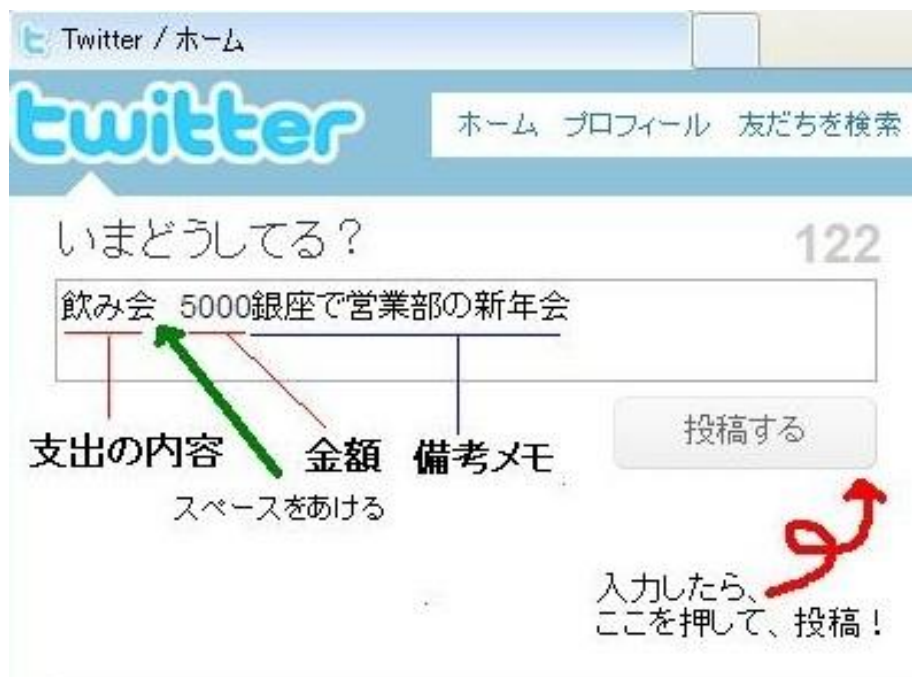 Twitter / ホーム
twitter
ホーム プロフィール 友だちを検索
いまどうしてる？
122
飲み会 5000銀座で営業部の新年会
投稿する
支出の内容 金額 備考メモ
スペースをあける
入力したら、
ここを押して、投稿！